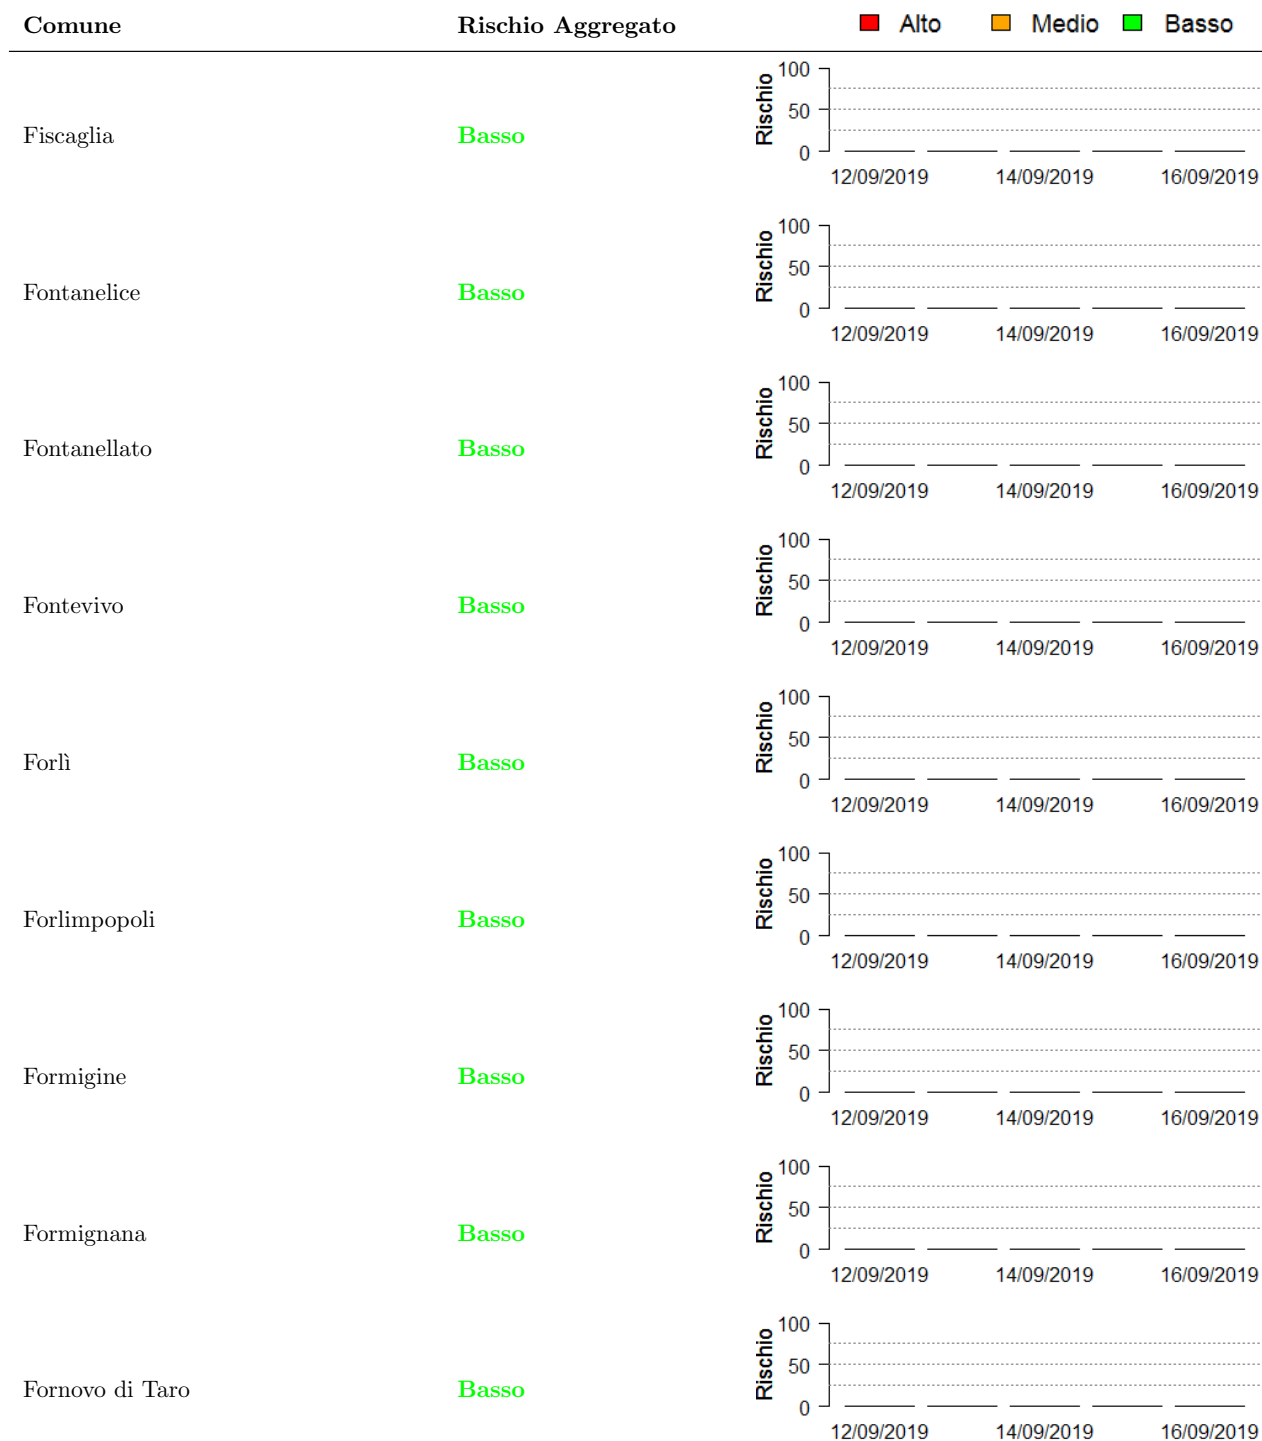 Comune Rischio Aggregato Alto Medio Basso
Fiscaglia Basso
Rischio
100
50
0
12/09/2019 14/09/2019 16/09/2019
Fontanelice Basso
Rischio
100
50
0
12/09/2019 14/09/2019 16/09/2019
Fontanellato Basso
Rischio
100
50
0
12/09/2019 14/09/2019 16/09/2019
Fontevivo Basso
Rischio
100
50
0
12/09/2019 14/09/2019 16/09/2019
Forlì Basso
Rischio
100
50
0
12/09/2019 14/09/2019 16/09/2019
Forlimpopoli Basso
Rischio
100
50
0
12/09/2019 14/09/2019 16/09/2019
Formigine Basso
Rischio
100
50
0
12/09/2019 14/09/2019 16/09/2019
Formignana Basso
Rischio
100
50
0
12/09/2019 14/09/2019 16/09/2019
Fornovo di Taro Basso
Rischio
100
50
0
12/09/2019 14/09/2019 16/09/2019